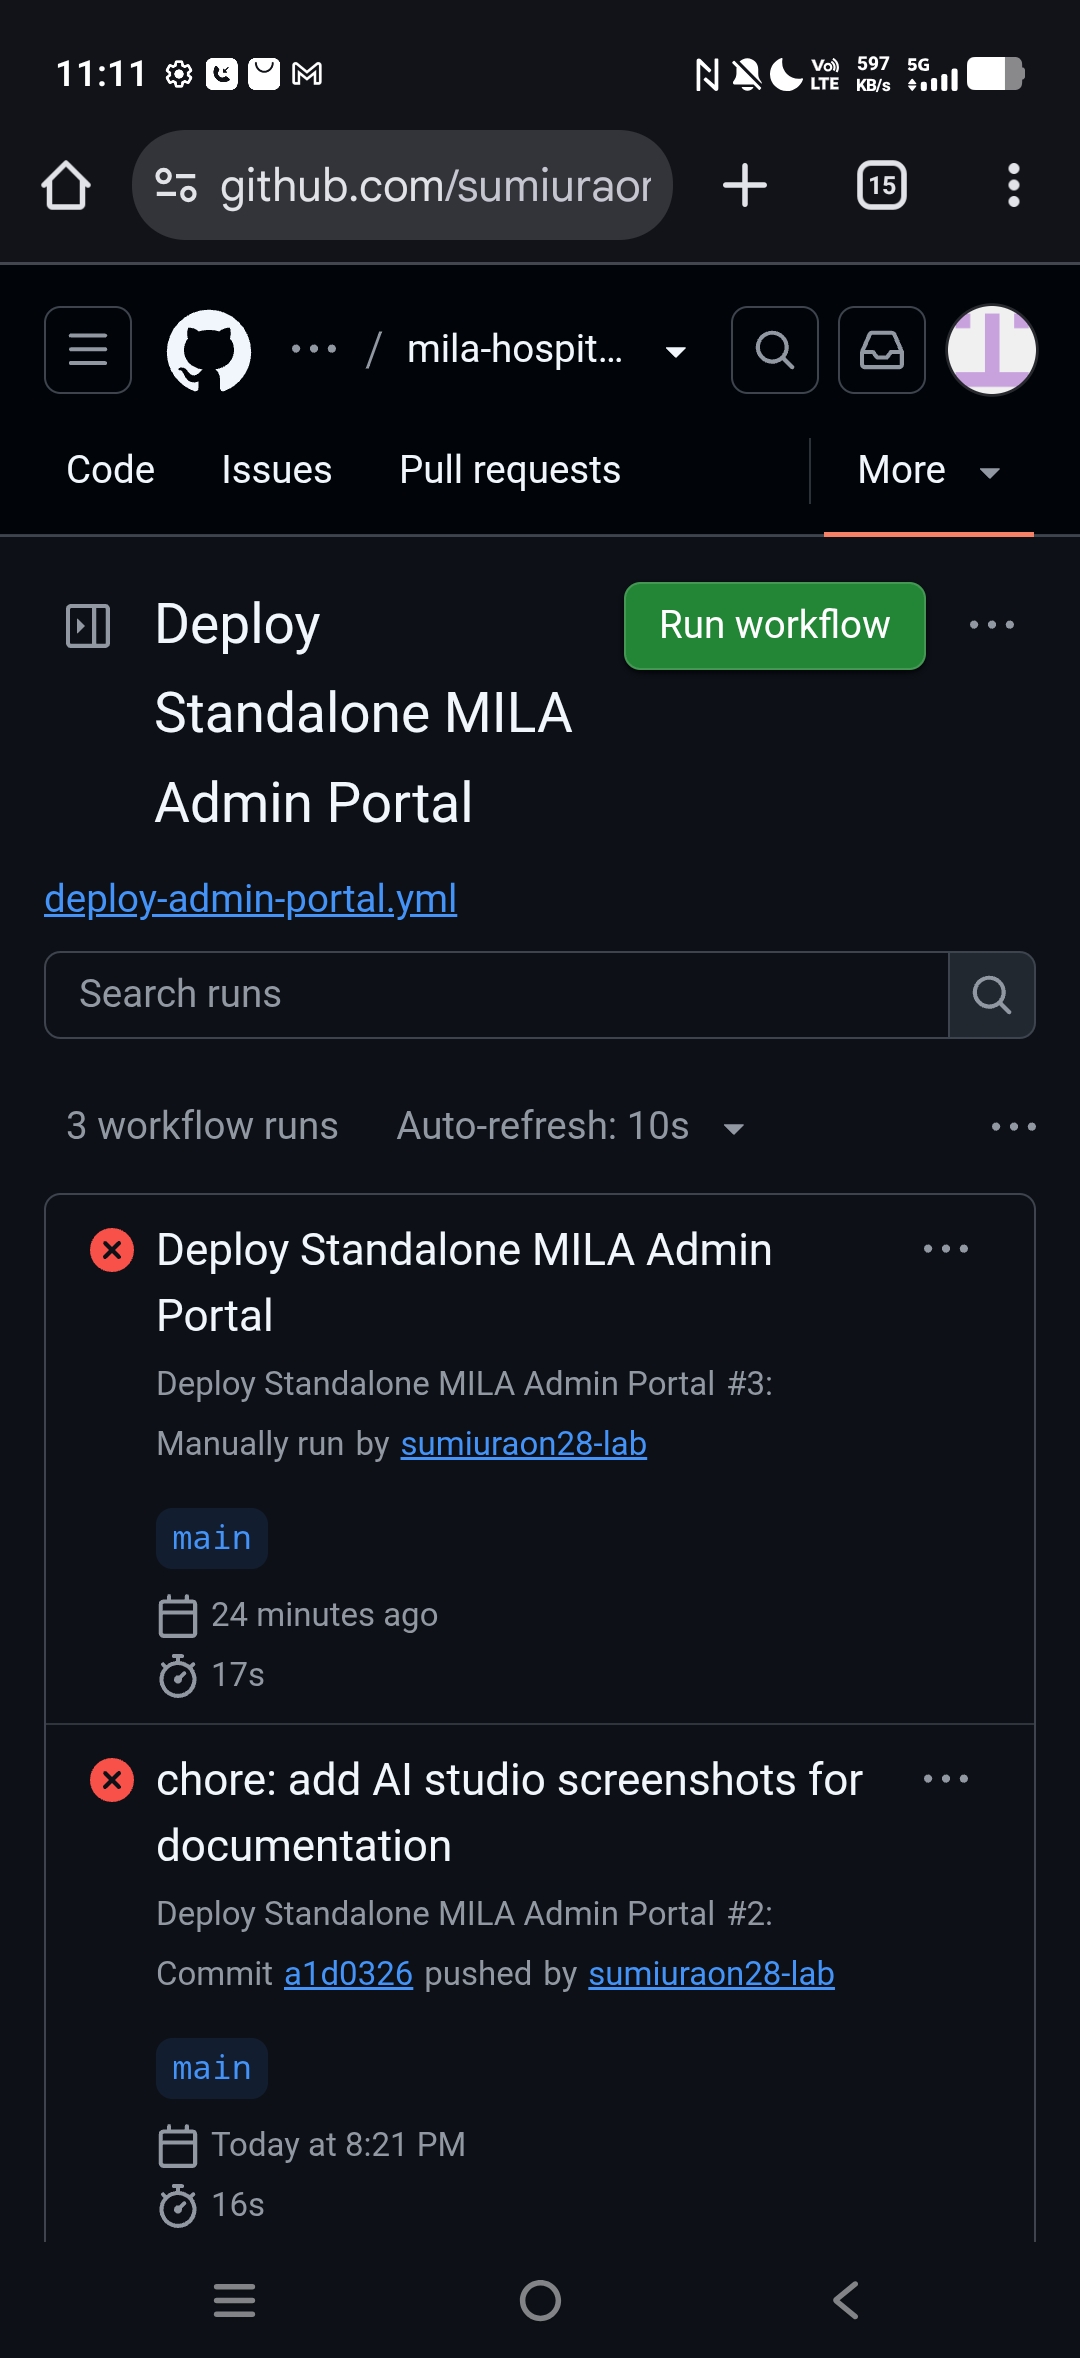 11:11
Vo))
LTE
597
KB/s
5G
github.com/sumiuraor
15
/ mila-hospit...
Code Issues Pull requests More
Deploy
Standalone MILA
Admin Portal
Run workflow
deploy-admin-portal.yml
Search runs
3 workflow runs Auto-refresh: 10s
Deploy Standalone MILA Admin
Portal
Deploy Standalone MILA Admin Portal #3:
Manually run by sumiuraon28-lab
main
24 minutes ago
17s
chore: add AI studio screenshots for
documentation
Deploy Standalone MILA Admin Portal #2:
Commit a1d0326 pushed by sumiuraon28-lab
main
Today at 8:21 PM
16s